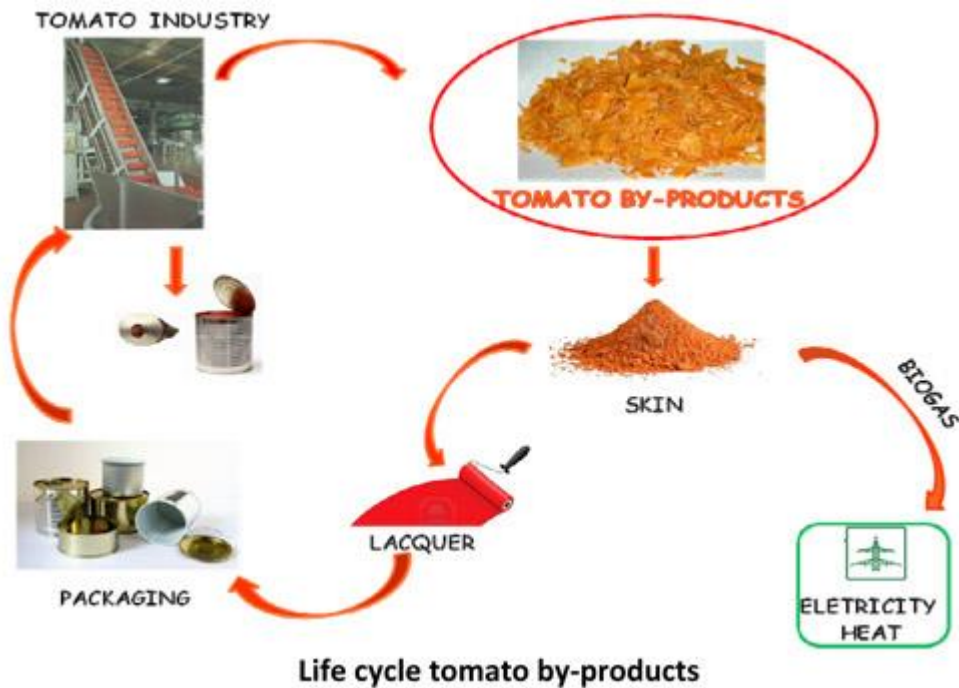 TOMATO INDUSTRY
TOMATO BY-PRODUCTS
SKIN
BIOGAS
LACQUER
PACKAGING
ELETRICITY
HEAT
Life cycle tomato by-products